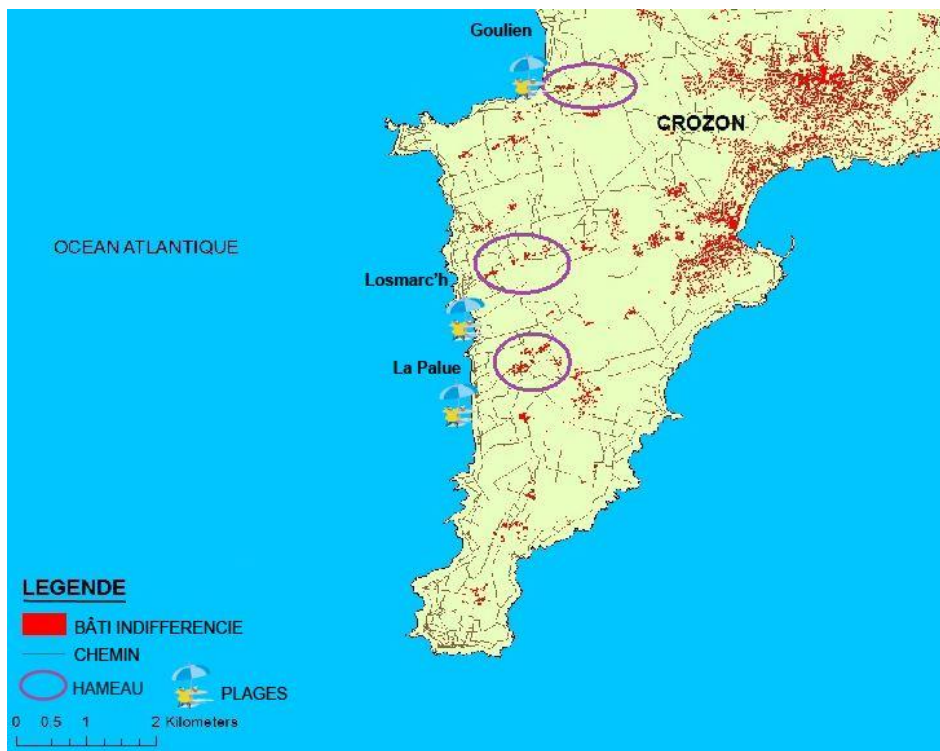 Goulien
CROZON
OCEAN ATLANTIQUE
Losmarc'h
La Palue
LEGENDE
BÂTI INDIFFERENCIE
CHEMIN
HAMEAU
PLAGES
0 0.5 1 2 Kilometers